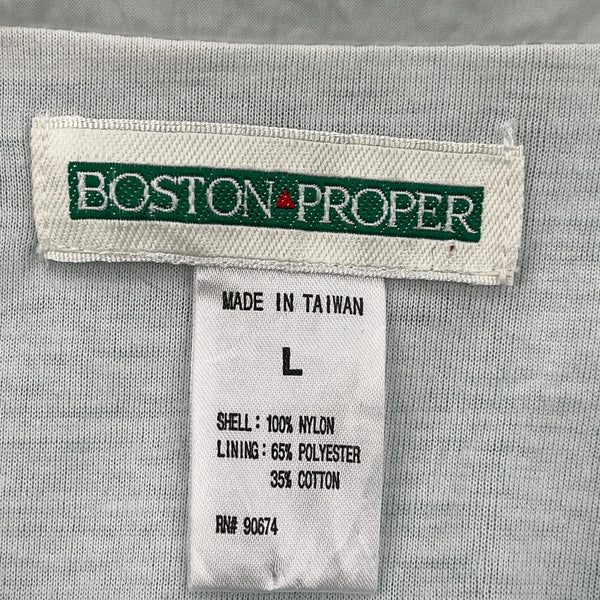 BOSTON PROPER
MADE IN TAIWAN
L
SHELL: 100% NYLON
LINING: 65% POLYESTER
35% COTTON
RN# 90674